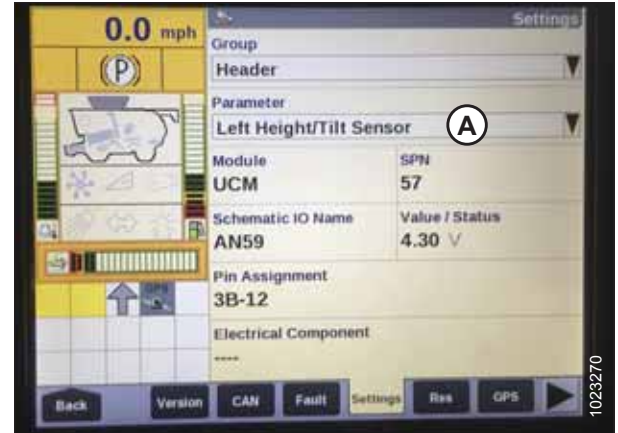 0.0 mph
Settings
Group
(P)
Header
Parameter
Left Height/Tilt Sensor
A
Module
SPN
UCM
57
Schematic IO Name
Value / Status
AN59
4.30 V
Pin Assignment
3B-12
Electrical Component
----
Back
Version
CAN
Fault
Settings
Res
GPS
1023270